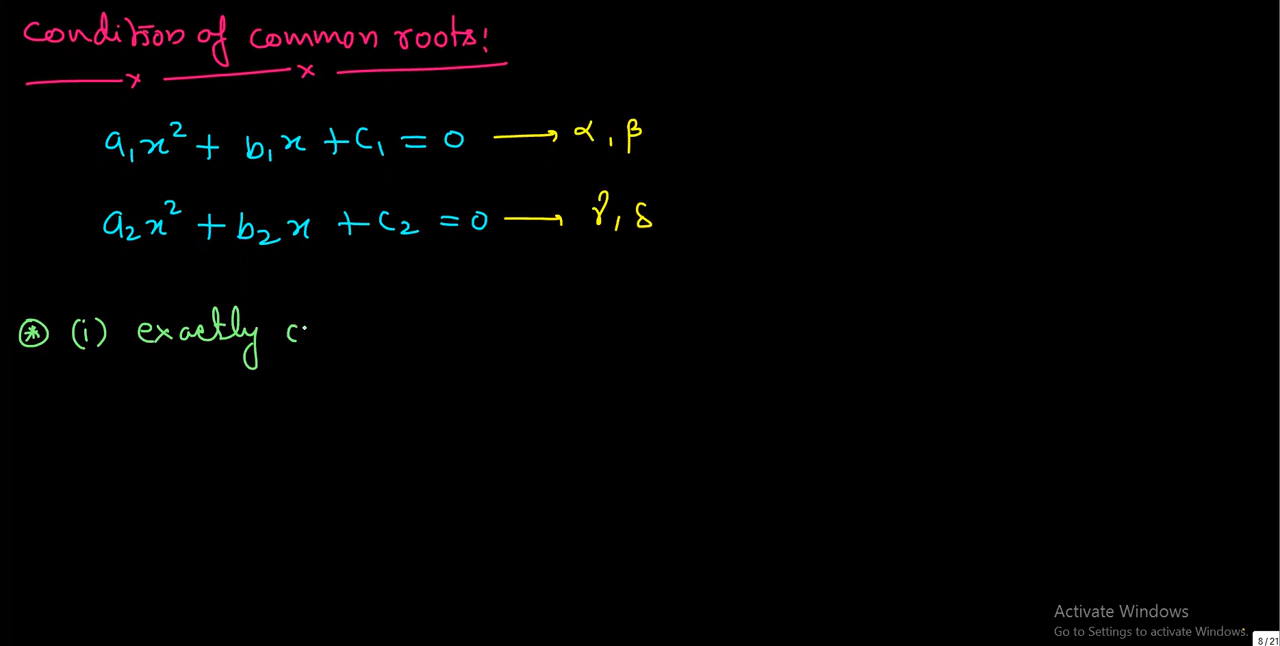 Condition of common roots:
a₁x² + b₁x + c₁ = 0 → α, β
a₂x² + b₂x + c₂ = 0 → γ, δ
⊛ (i) exactly
Activate Windows
Go to Settings to activate Windows.
8/21